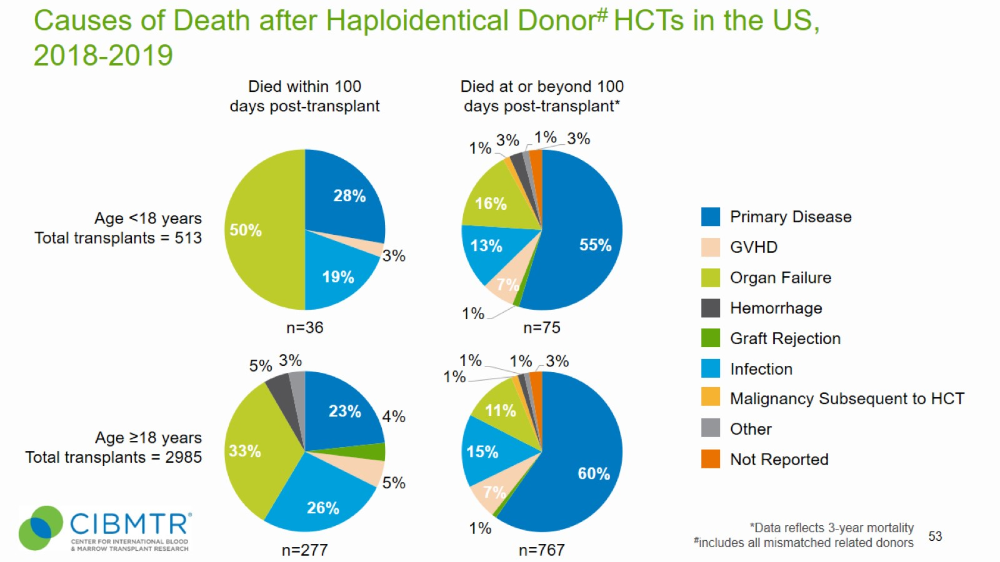 Causes of Death after Haploidentical Donor# HCTs in the US,
2018-2019
Died within 100
days post-transplant
Died at or beyond 100
days post-transplant*
Age <18 years
Total transplants = 513
28%
3%
19%
50%
n=36
1%
3%
1%
3%
55%
16%
13%
7%
1%
n=75
Age ≥18 years
Total transplants = 2985
5%
3%
23%
4%
33%
5%
26%
n=277
1%
1%
3%
1%
11%
15%
60%
7%
1%
n=767
Primary Disease
GVHD
Organ Failure
Hemorrhage
Graft Rejection
Infection
Malignancy Subsequent to HCT
Other
Not Reported
CIBMTR®
CENTER FOR INTERNATIONAL BLOOD
& MARROW TRANSPLANT RESEARCH
*Data reflects 3-year mortality
#includes all mismatched related donors
53